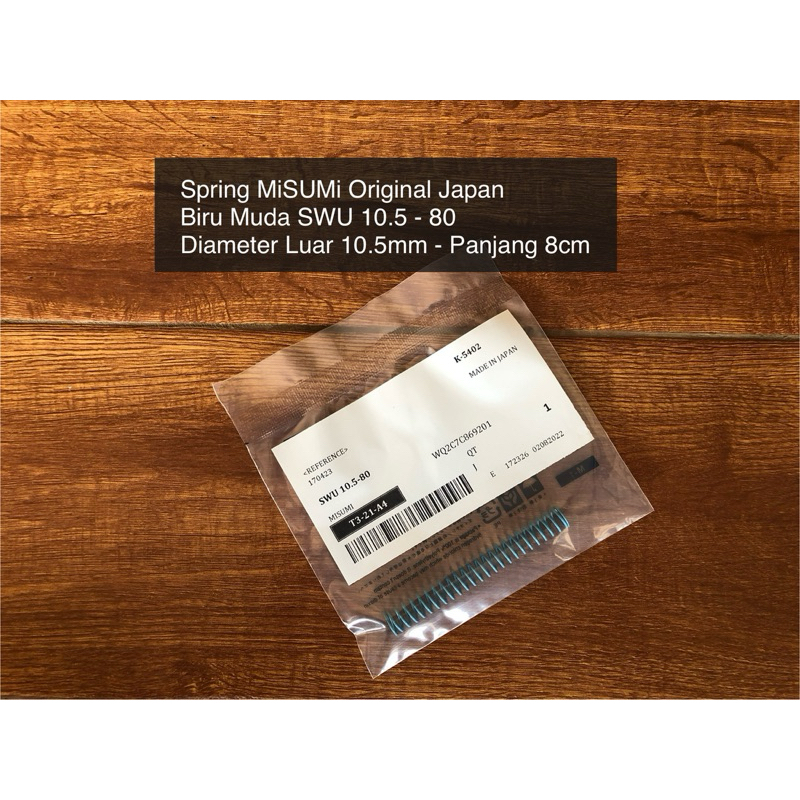 Spring MiSUMi Original Japan
Biru Muda SWU 10.5 - 80
Diameter Luar 10.5mm - Panjang 8cm
K-5402
MADE IN JAPAN
1
<REFERENCE>
170423
WQ2C7C869201
QT
SWU 10.5-80
J
E 172326 02082022
MISUMI
T3-21-A4